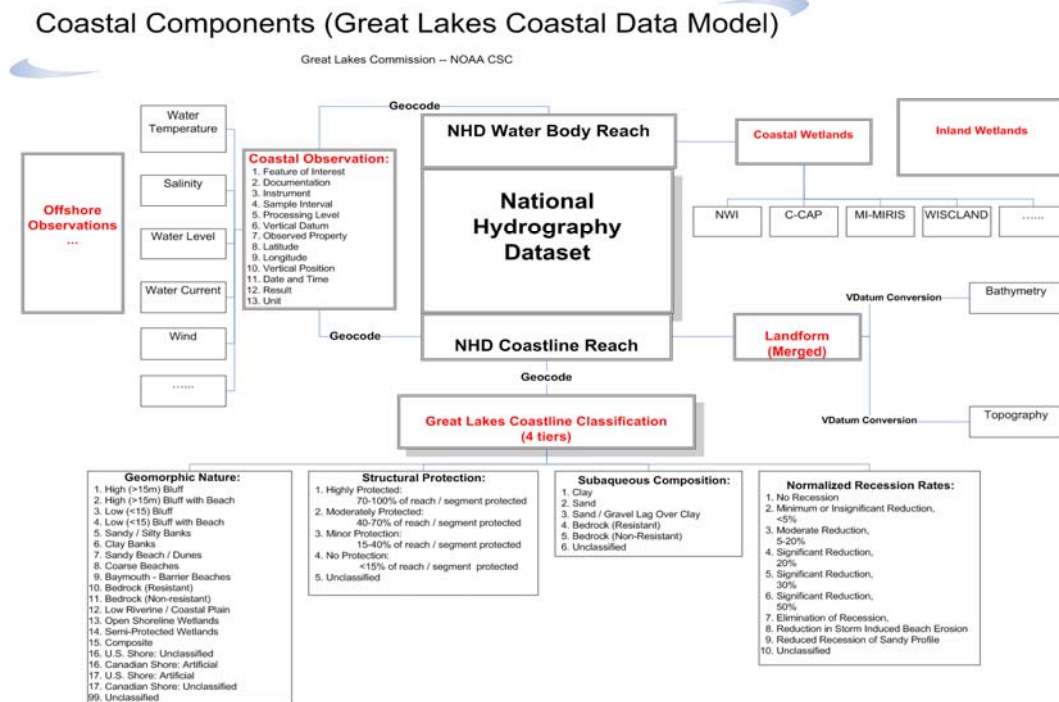 Coastal Components (Great Lakes Coastal Data Model)
Great Lakes Commission -- NOAA CSC
Offshore
Observations
...
Water
Temperature
Salinity
Water Level
Water Current
Wind
......
Geocode
Coastal Observation:
1. Feature of Interest
2. Documentation
3. Instrument
4. Sample Interval
5. Processing Level
6. Vertical Datum
7. Observed Property
8. Latitude
9. Longitude
10. Vertical Position
11. Date and Time
12. Result
13. Unit
Geocode
NHD Water Body Reach
National
Hydrography
Dataset
NHD Coastline Reach
Coastal Wetlands
Inland Wetlands
NWI
C-CAP
MI-MIRIS
WISCLAND
......
VDatum Conversion
Bathymetry
Landform
(Merged)
VDatum Conversion
Topography
Geocode
Great Lakes Coastline Classification
(4 tiers)
Geomorphic Nature:
1. High (>15m) Bluff
2. High (>15m) Bluff with Beach
3. Low (<15) Bluff
4. Low (<15) Bluff with Beach
5. Sandy / Silty Banks
6. Clay Banks
7. Sandy Beach / Dunes
8. Coarse Beaches
9. Baymouth - Barrier Beaches
10. Bedrock (Resistant)
11. Bedrock (Non-resistant)
12. Low Riverine / Coastal Plain
13. Open Shoreline Wetlands
14. Semi-Protected Wetlands
15. Composite
16. U.S. Shore: Unclassified
16. Canadian Shore: Artificial
17. U.S. Shore: Artificial
17. Canadian Shore: Unclassified
99. Unclassified
Structural Protection:
1. Highly Protected:
70-100% of reach / segment protected
2. Moderately Protected:
40-70% of reach / segment protected
3. Minor Protection:
15-40% of reach / segment protected
4. No Protection:
<15% of reach / segment protected
5. Unclassified
Subaqueous Composition:
1. Clay
2. Sand
3. Sand / Gravel Lag Over Clay
4. Bedrock (Resistant)
5. Bedrock (Non-Resistant)
6. Unclassified
Normalized Recession Rates:
1. No Recession
2. Minimum or Insignificant Reduction,
<5%
3. Moderate Reduction,
5-20%
4. Significant Reduction,
20%
5. Significant Reduction,
30%
6. Significant Reduction,
50%
7. Elimination of Recession,
8. Reduction in Storm Induced Beach Erosion
9. Reduced Recession of Sandy Profile
10. Unclassified